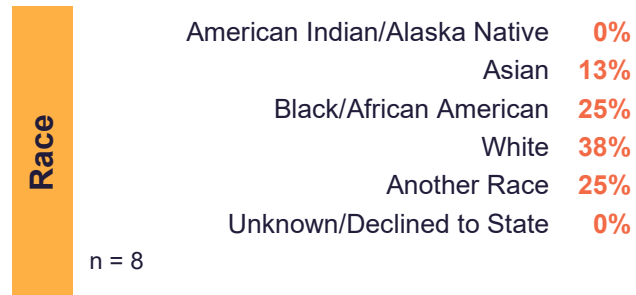 Race
American Indian/Alaska Native 0%
Asian 13%
Black/African American 25%
White 38%
Another Race 25%
Unknown/Declined to State 0%
n = 8